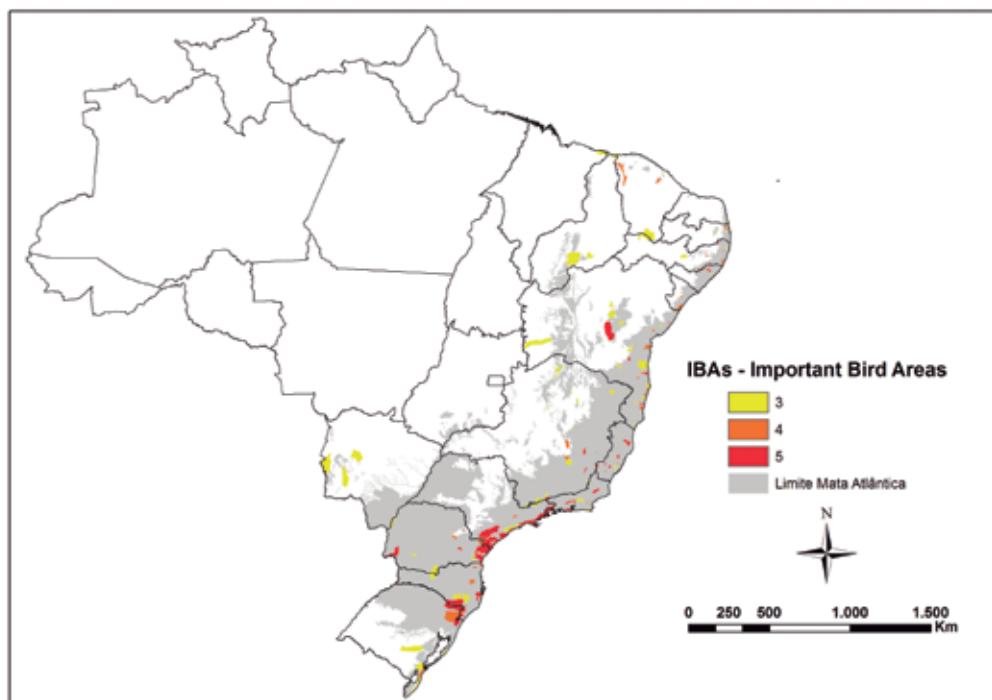 IBAs - Important Bird Areas
3
4
5
Limite Mata Atlântica
N
0 250 500 1.000 1.500
Km